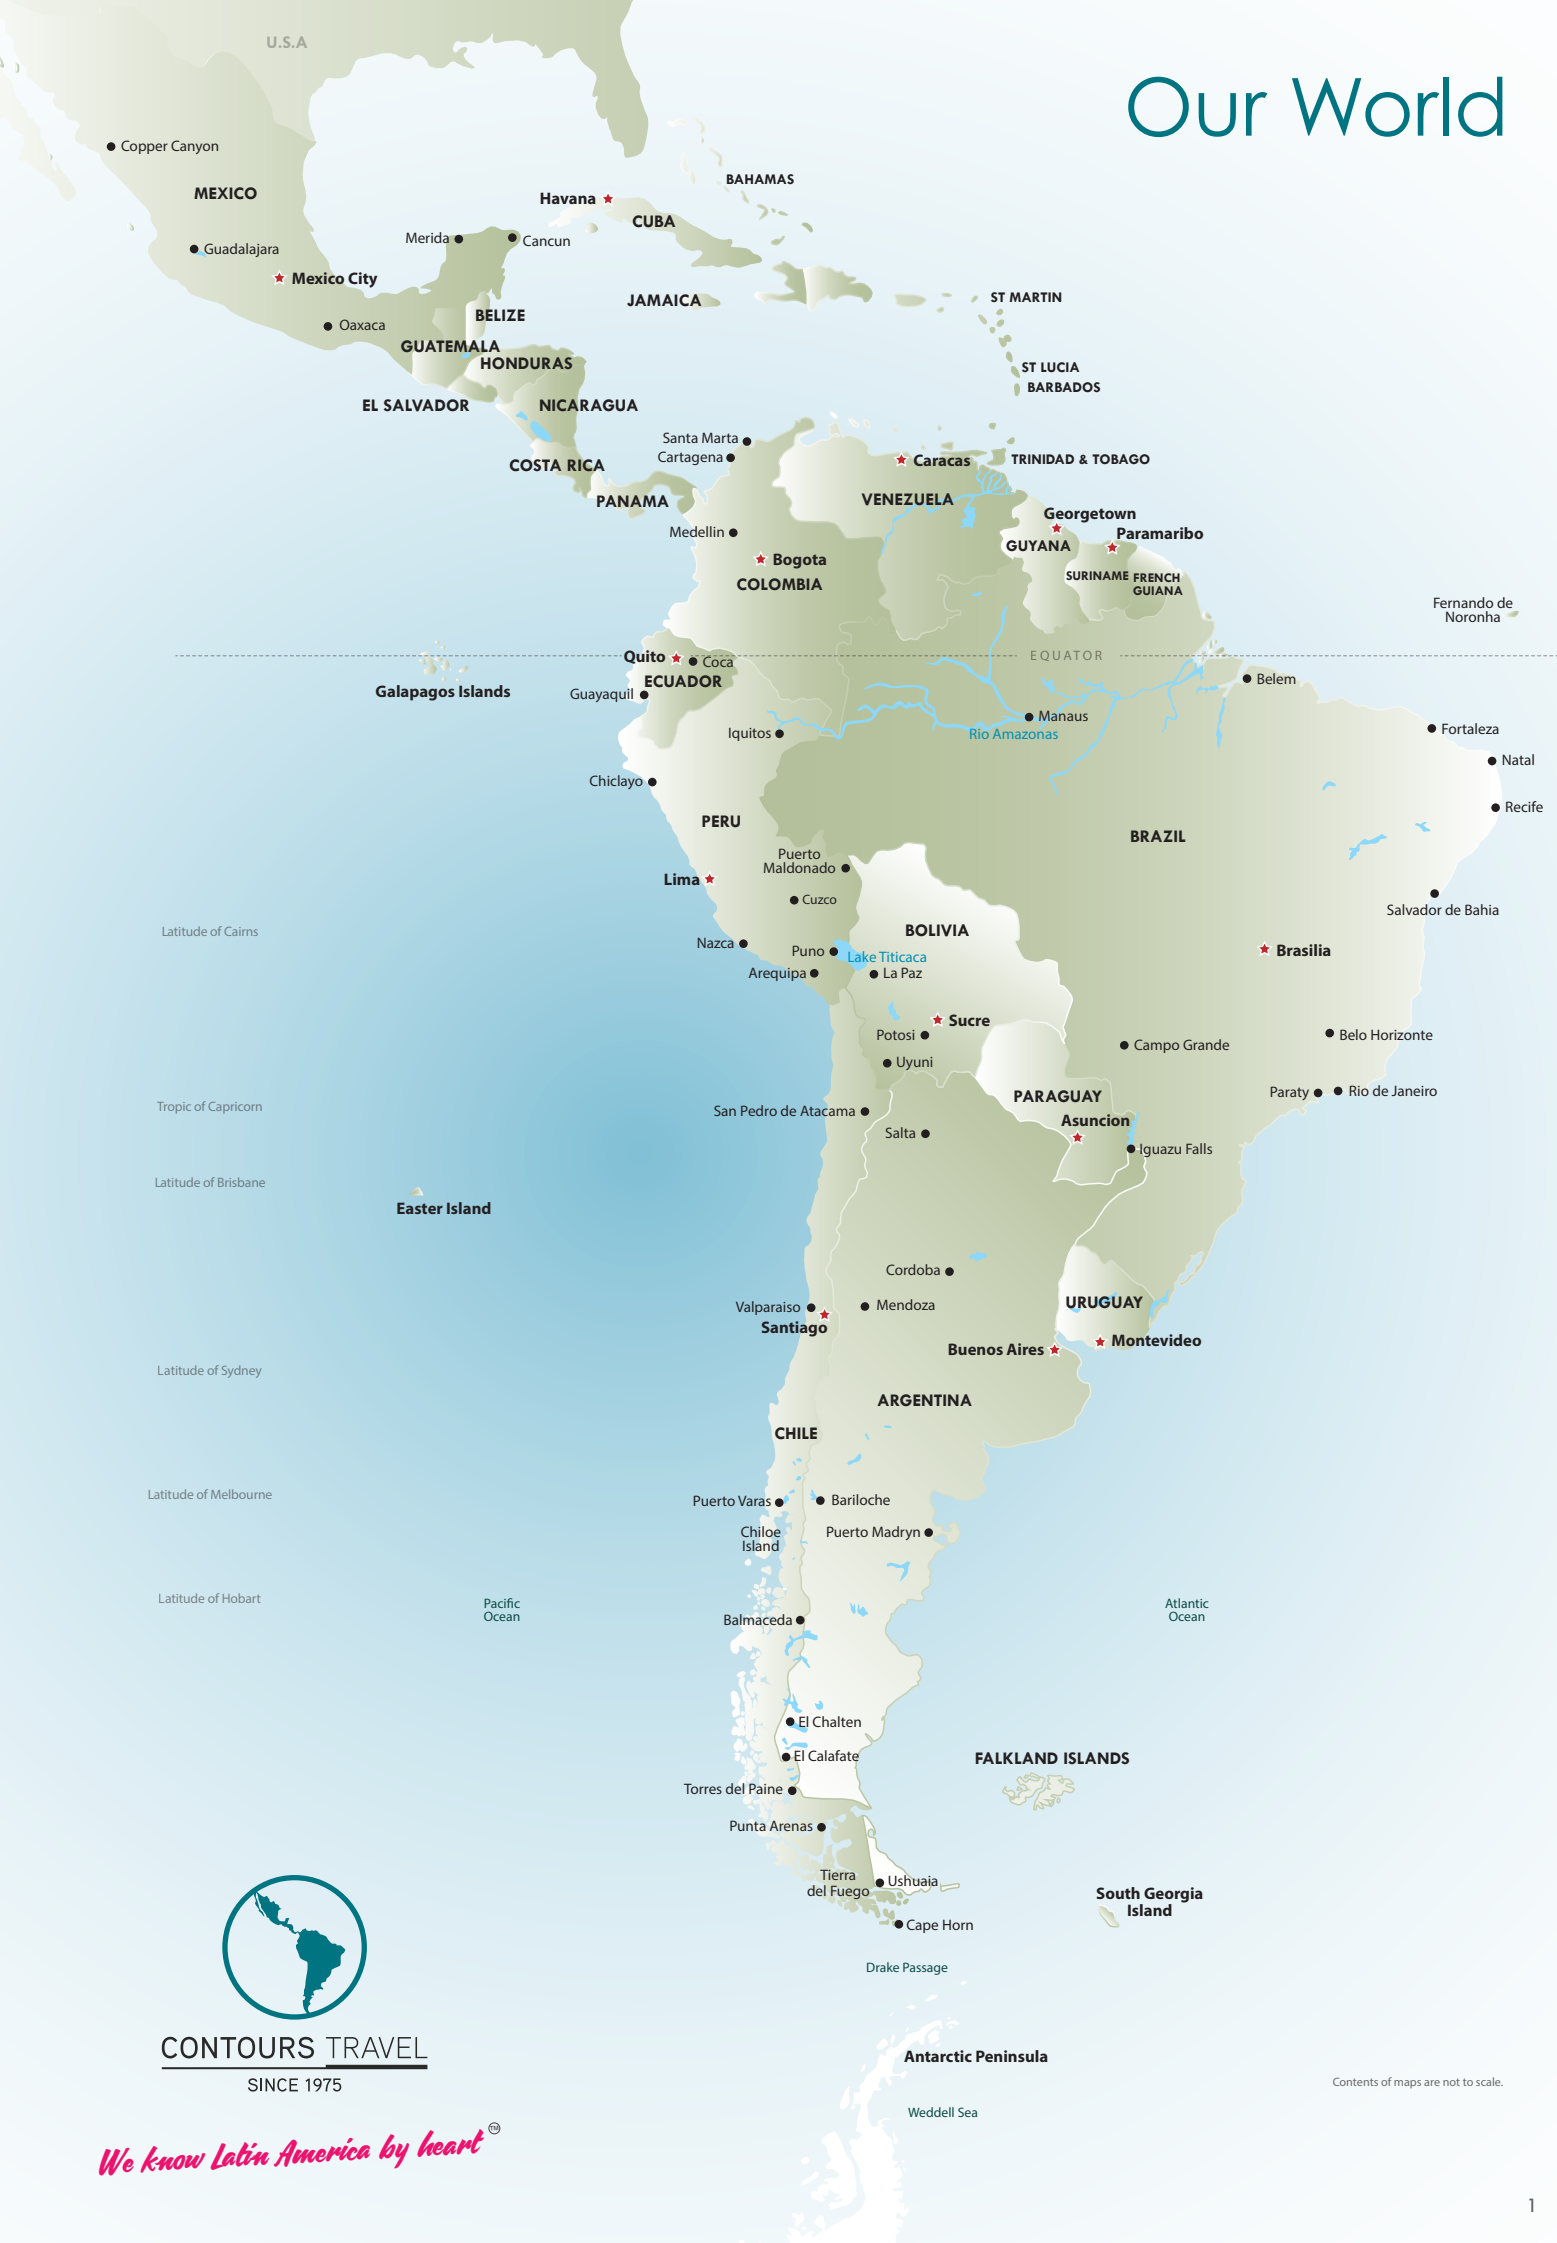 Our World
U.S.A
Copper Canyon
MEXICO
BAHAMAS
Havana
CUBA
Merida
Cancun
Guadalajara
Mexico City
JAMAICA
ST MARTIN
BELIZE
Oaxaca
GUATEMALA
HONDURAS
ST LUCIA
BARBADOS
EL SALVADOR
NICARAGUA
Santa Marta
Cartagena
COSTA RICA
Caracas
TRINIDAD & TOBAGO
PANAMA
VENEZUELA
Georgetown
Medellin
Paramaribo
GUYANA
Bogota
COLOMBIA
SURINAME
FRENCH
GUIANA
Fernando de
Noronha
EQUATOR
Quito
Coca
ECUADOR
Galapagos Islands
Guayaquil
Belem
Manaus
Rio Amazonas
Iquitos
Fortaleza
Natal
Chiclayo
Recife
PERU
BRAZIL
Puerto
Maldonado
Lima
Cuzco
Salvador de Bahia
Latitude of Cairns
BOLIVIA
Nazca
Puno
Lake Titicaca
Brasilia
Arequipa
La Paz
Sucre
Potosi
Belo Horizonte
Campo Grande
Uyuni
Paraty
Rio de Janeiro
PARAGUAY
Tropic of Capricorn
San Pedro de Atacama
Asuncion
Salta
Iguazu Falls
Latitude of Brisbane
Easter Island
Cordoba
Valparaiso
Mendoza
URUGUAY
Santiago
Montevideo
Buenos Aires
Latitude of Sydney
ARGENTINA
CHILE
Latitude of Melbourne
Puerto Varas
Bariloche
Chiloe
Island
Puerto Madryn
Latitude of Hobart
Pacific
Ocean
Atlantic
Ocean
Balmaceda
El Chalten
El Calafate
FALKLAND ISLANDS
Torres del Paine
Punta Arenas
Tierra
del Fuego
Ushuaia
South Georgia
Island
Cape Horn
Drake Passage
CONTOURS TRAVEL
SINCE 1975
Antarctic Peninsula
Contents of maps are not to scale.
Weddell Sea
We know Latin America by heart ™
1